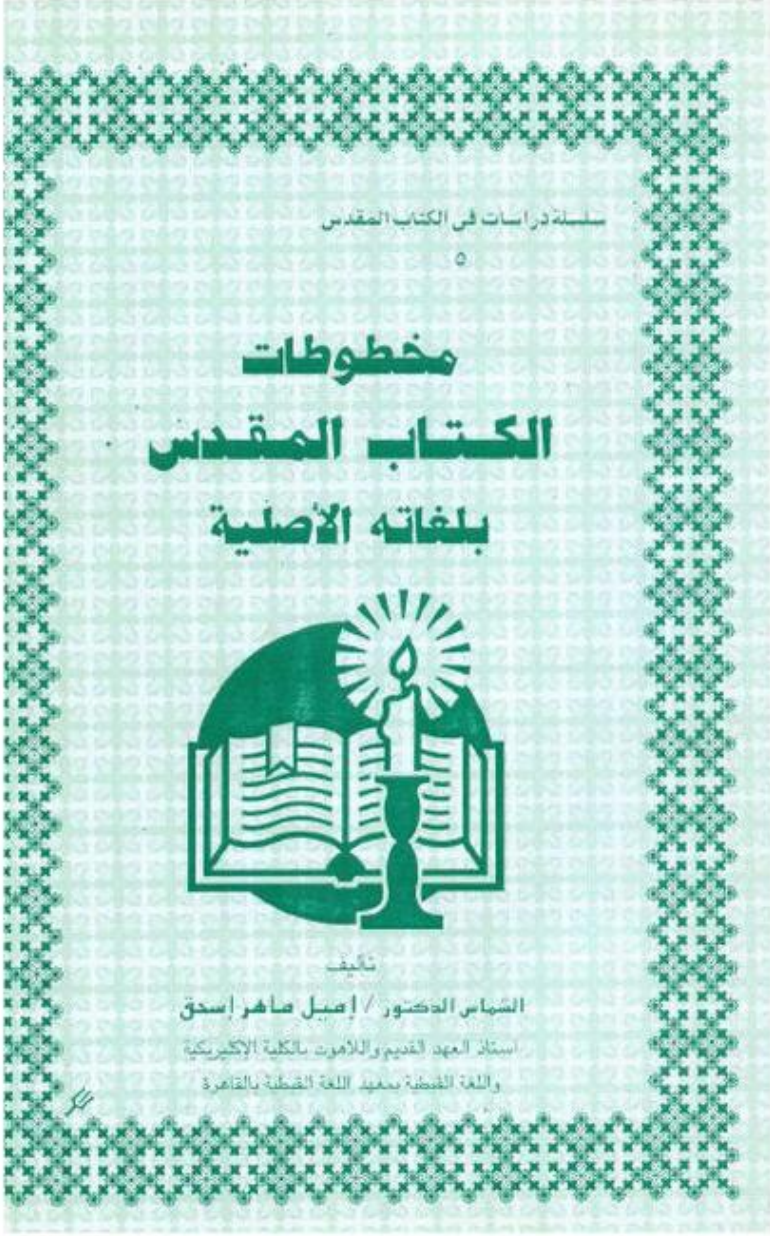 سلسلة دراسات في الكتاب المقدس
٥
مخطوطات
الكتاب المقدس
بلغاته الأصلية
تأليف
الشماس الدكتور / إميل ماهر إسحق
أستاذ العهد القديم واللاهوت بالكلية الإكليريكية
واللغة القبطية بمعهد اللغة القبطية بالقاهرة